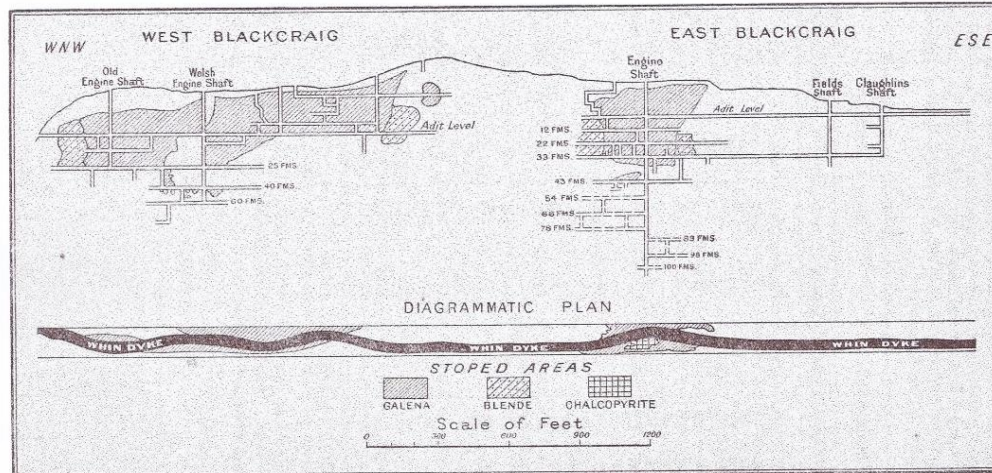 WNW
WEST BLACKCRAIG
EAST BLACKCRAIG
ESE
Old
Engine Shaft
Welsh
Engine Shaft
Engine
Shaft
Fields
Shaft
Claughlins
Shaft
Adit Level
Adit Level
12 FMS.
22 FMS.
33 FMS.
25 FMS.
40 FMS.
60 FMS.
43 FMS.
54 FMS.
66 FMS.
78 FMS.
98 FMS.
100 FMS.
DIAGRAMMATIC PLAN
WHIN DYKE
WHIN DYKE
WHIN DYKE
STOPED AREAS
GALENA
BLENDE
CHALCOPYRITE
Scale of Feet
0 300 600 900 1200